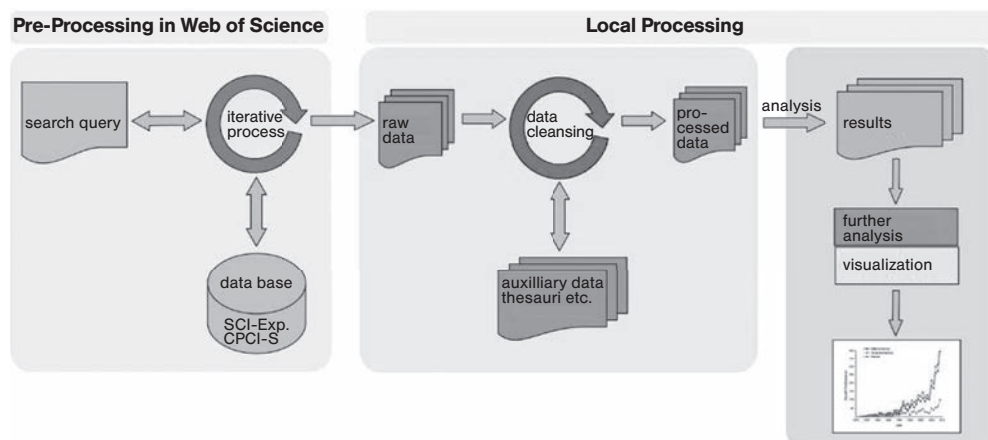 Pre-Processing in Web of Science
Local Processing
search query
iterative
process
data base
SCI-Exp.
CPCI-S
raw
data
data
cleansing
auxilliary data
thesauri etc.
pro-
cessed
data
analysis
results
further
analysis
visualization